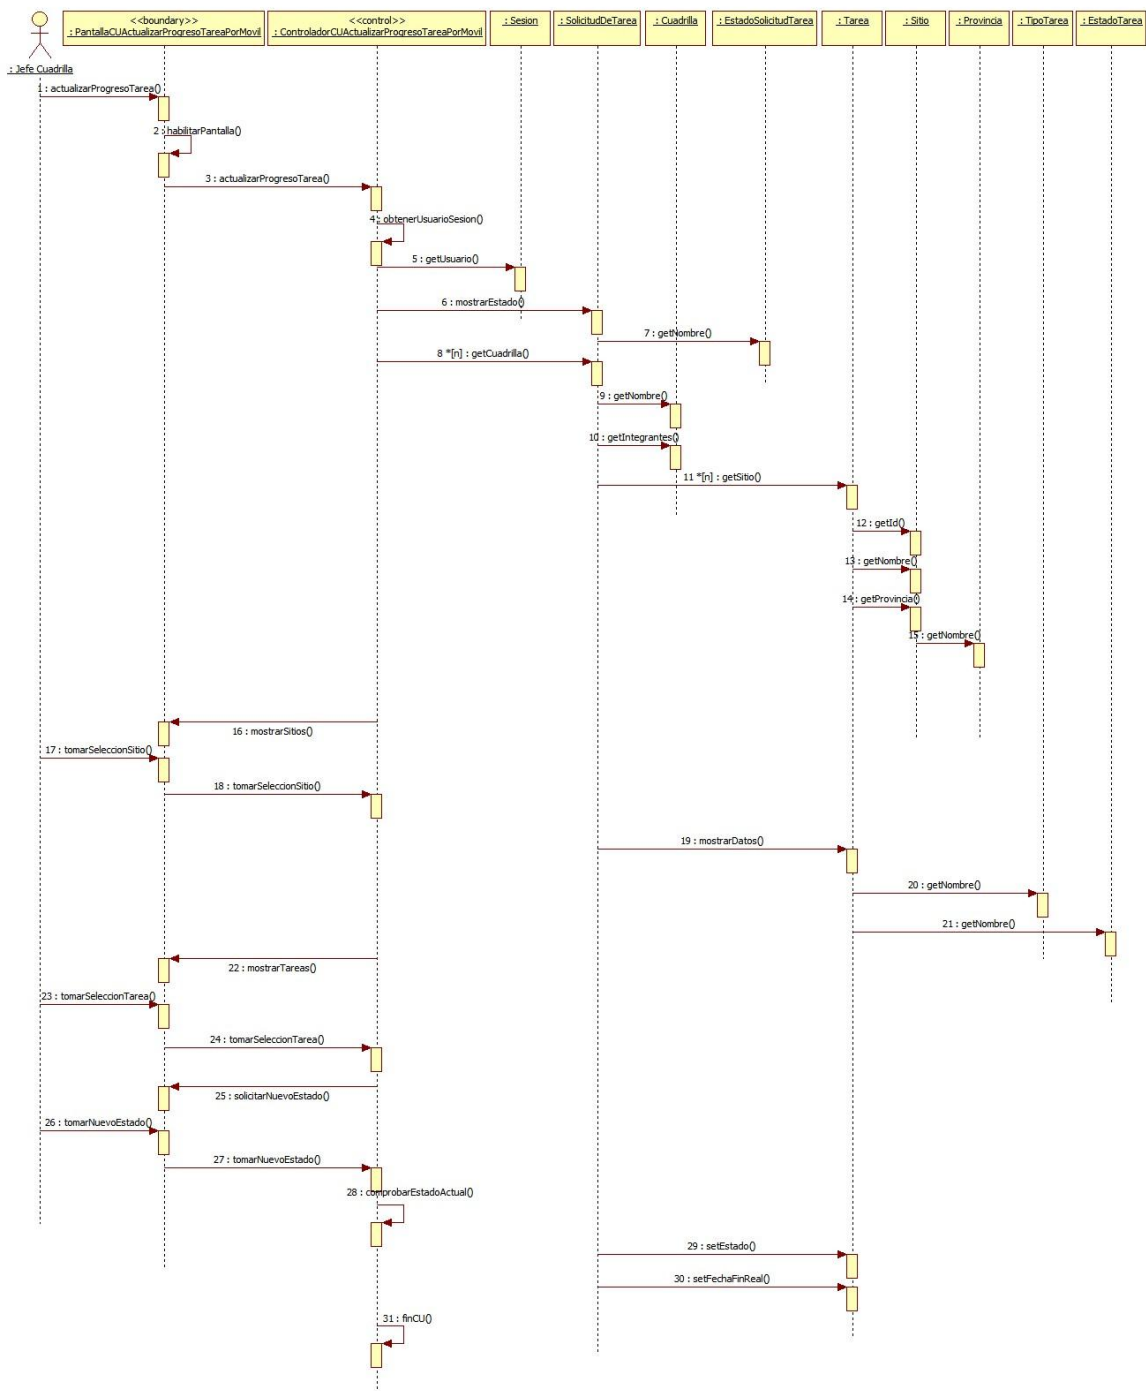 <<boundary>>
: PantallaCUActualizarProgresoTareaPorMovil
<<control>>
: ControladorCUActualizarProgresoTareaPorMovil
: Sesion
: SolicitudDeTarea
: Cuadrilla
: EstadoSolicitudTarea
: Tarea
: Sitio
: Provincia
: TipoTarea
: EstadoTarea
: Jefe Cuadrilla
1 : actualizarProgresoTarea()
2 : habilitarPantalla()
3 : actualizarProgresoTarea()
4 : obtenerUsuarioSesion()
5 : getUsuario()
6 : mostrarEstado()
7 : getNombre()
8 *[n] : getCuadrilla()
9 : getNombre()
10 : getIntegrantes()
11 *[n] : getSitio()
12 : getId()
13 : getNombre()
14 : getProvincia()
15 : getNombre()
16 : mostrarSitios()
17 : tomarSeleccionSitio()
18 : tomarSeleccionSitio()
19 : mostrarDatos()
20 : getNombre()
21 : getNombre()
22 : mostrarTareas()
23 : tomarSeleccionTarea()
24 : tomarSeleccionTarea()
25 : solicitarNuevoEstado()
26 : tomarNuevoEstado()
27 : tomarNuevoEstado()
28 : comprobarEstadoActual()
29 : setEstado()
30 : setFechaFinReal()
31 : finCU()